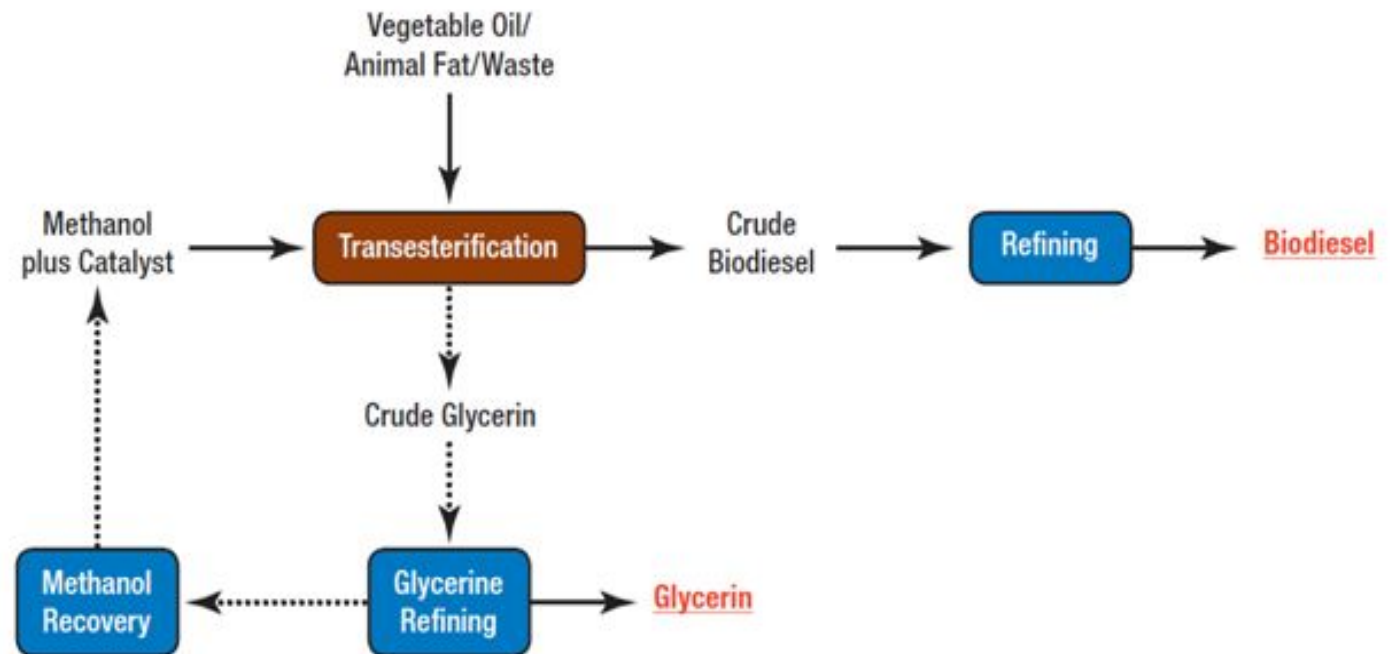 Vegetable Oil/
Animal Fat/Waste
Methanol
plus Catalyst
Transesterification
Crude
Biodiesel
Refining
Biodiesel
Crude Glycerin
Methanol
Recovery
Glycerine
Refining
Glycerin